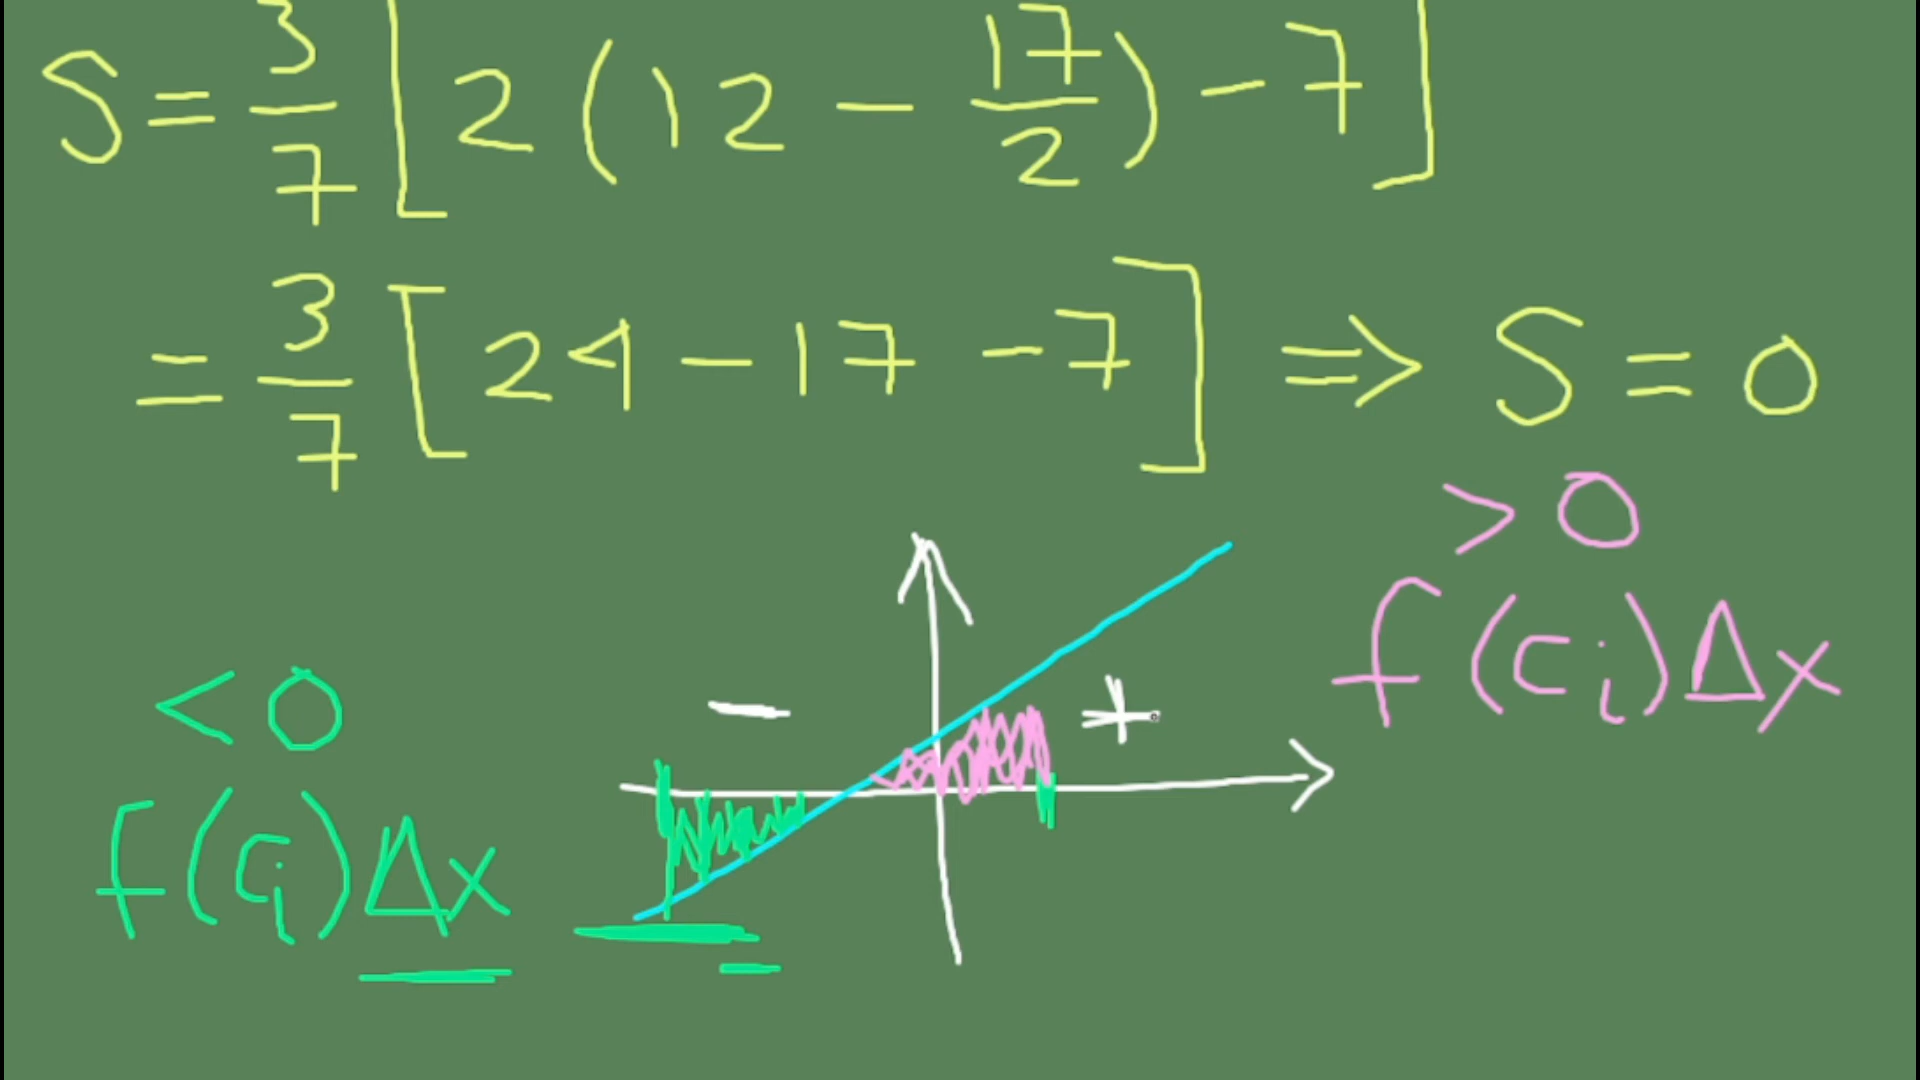 S = 3/7 [2(12 - 17/2) - 7]
= 3/7 [24 - 17 - 7] ⇒ S = 0
> 0
f(ci)Δx
< 0
f(ci)Δx
- +